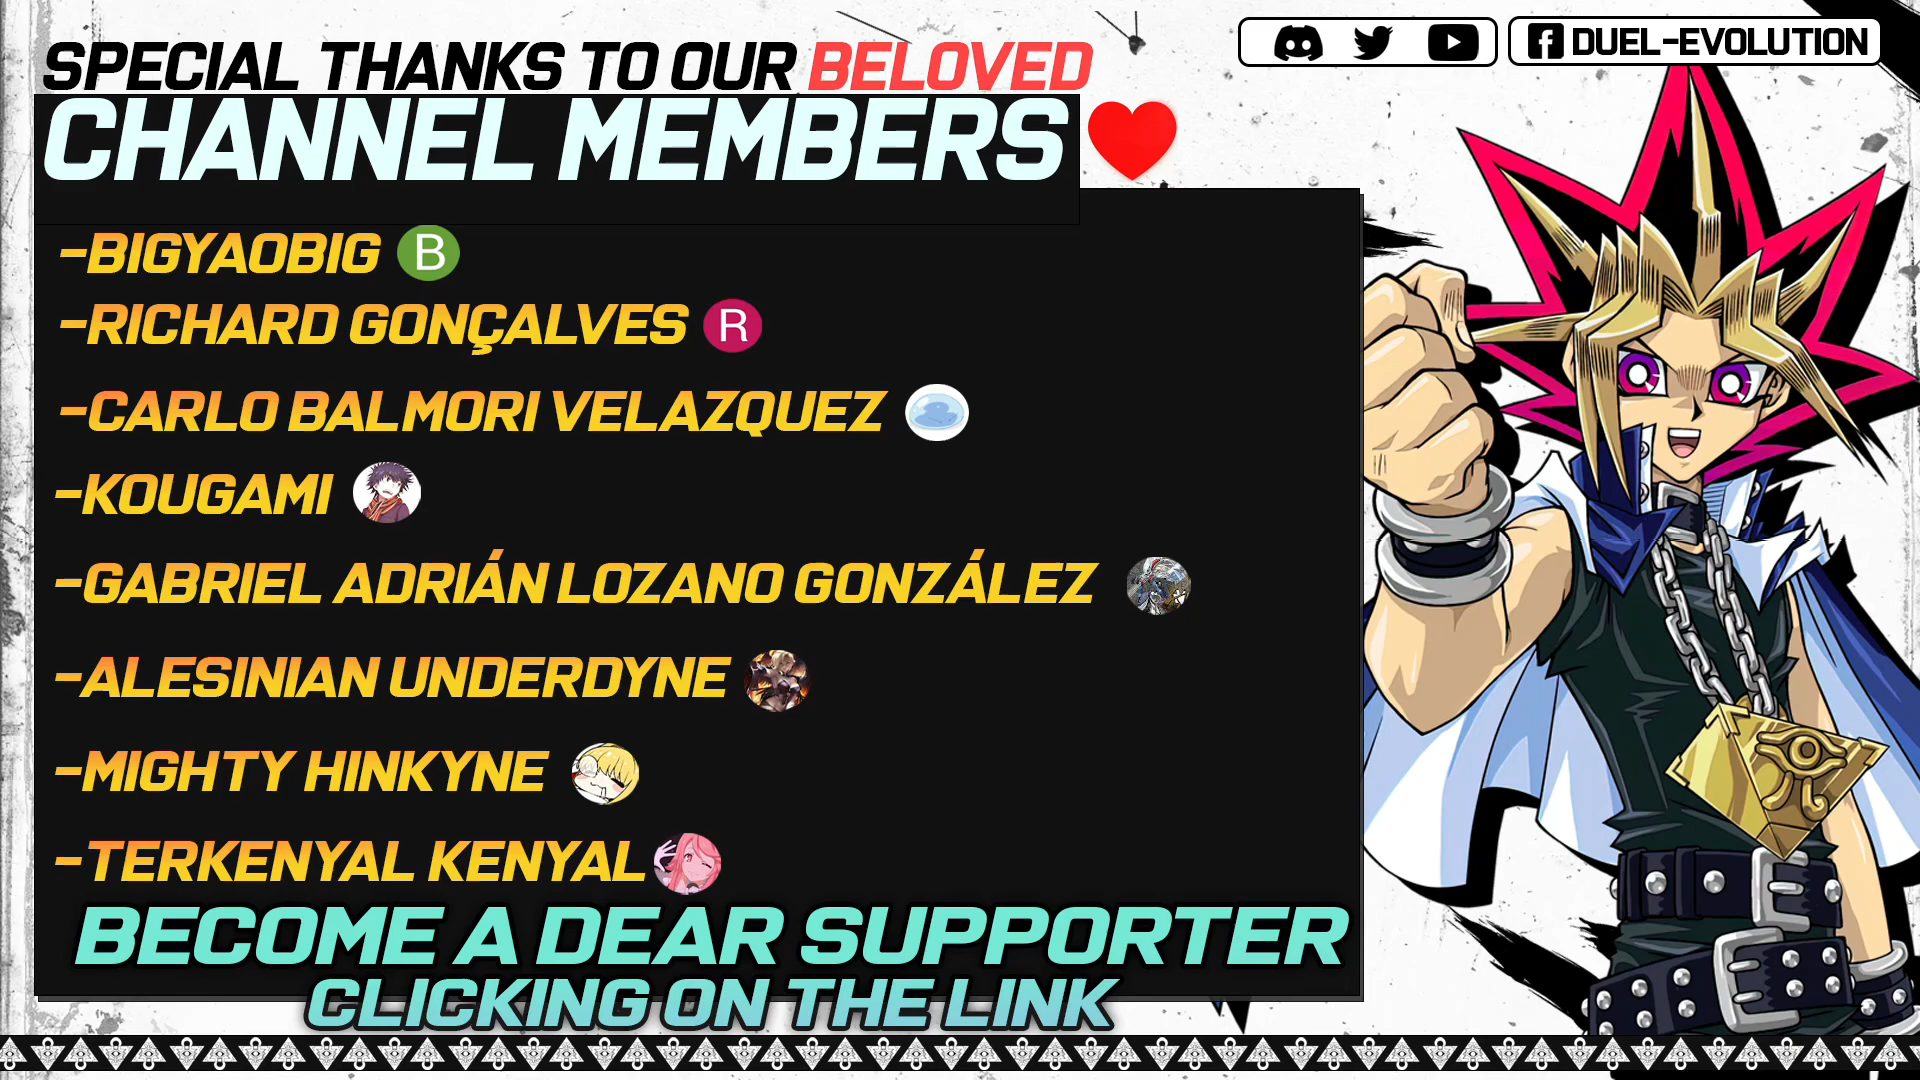 SPECIAL THANKS TO OUR BELOVED
DUEL-EVOLUTION
CHANNEL MEMBERS
-BIGYAOBIG B
-RICHARD GONÇALVES R
-CARLO BALMORI VELAZQUEZ
-KOUGAMI
-GABRIEL ADRIÁN LOZANO GONZÁLEZ
-ALESINIAN UNDERDYNE
-MIGHTY HINKYNE
-TERKENYAL KENYAL
BECOME A DEAR SUPPORTER
CLICKING ON THE LINK